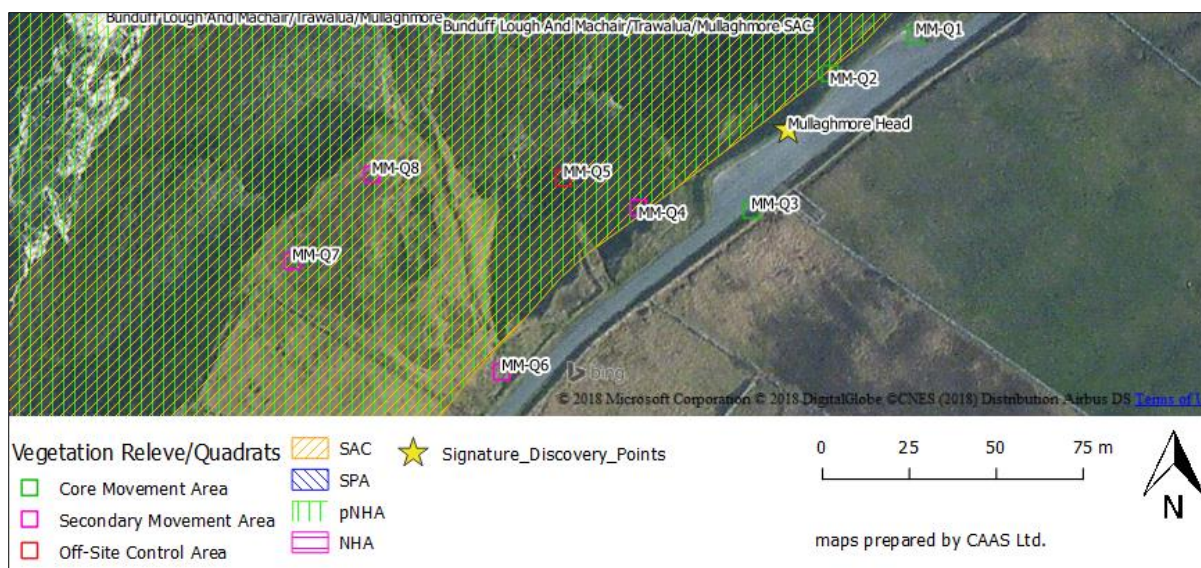 Bunduff Lough And Machair/Trawalua/Mullaghmore
Bunduff Lough And Machair/Trawalua/Mullaghmore SAC
MM-Q1
MM-Q2
Mullaghmore Head
MM-Q8
MM-Q5
MM-Q4
MM-Q3
MM-Q7
MM-Q6
bing
© 2018 Microsoft Corporation © 2018 DigitalGlobe ©CNES (2018) Distribution Airbus DS Terms of U
Vegetation Releve/Quadrats
Core Movement Area
Secondary Movement Area
Off-Site Control Area
SAC
SPA
pNHA
NHA
Signature_Discovery_Points
0 25 50 75 m
maps prepared by CAAS Ltd.
N